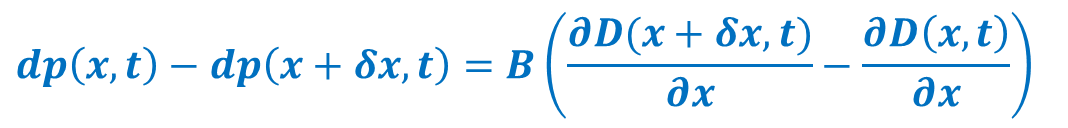 dp(x, t) − dp(x + δx, t) = B (∂D(x + δx, t)/∂x − ∂D(x, t)/∂x)